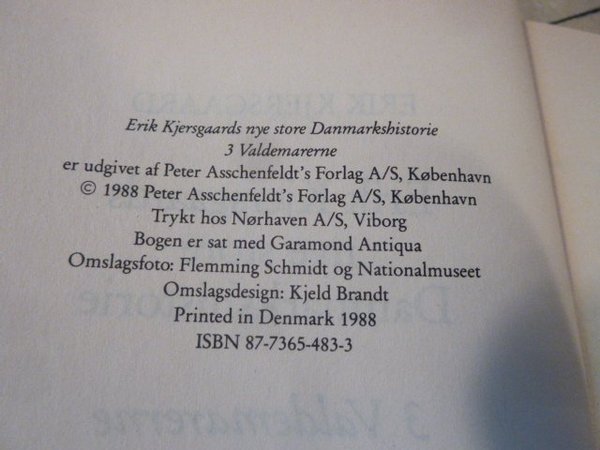 Erik Kjersgaards nye store Danmarkshistorie
3 Valdemarerne
er udgivet af Peter Asschenfeldt's Forlag A/S, København
© 1988 Peter Asschenfeldt's Forlag A/S, København
Trykt hos Nørhaven A/S, Viborg
Bogen er sat med Garamond Antiqua
Omslagsfoto: Flemming Schmidt og Nationalmuseet
Omslagsdesign: Kjeld Brandt
Printed in Denmark 1988
ISBN 87-7365-483-3